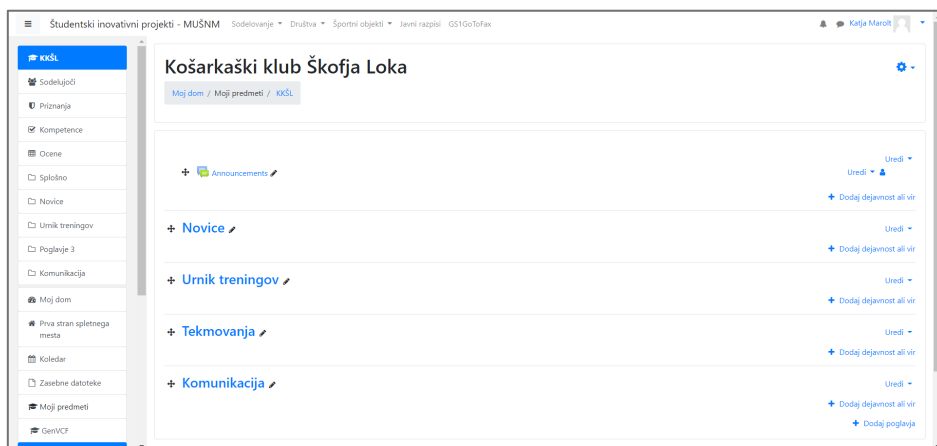 Študentski inovativni projekti - MUŠNM Sodelovanje Društva Športni objekti Javni razpisi GS1GoToFax Katja Marolt
KKŠL
Sodelujoči
Priznanja
Kompetence
Ocene
Splošno
Novice
Urnik treningov
Poglavje 3
Komunikacija
Moj dom
Prva stran spletnega
mesta
Koledar
Zasebne datoteke
Moji predmeti
GenVCF
Košarkaški klub Škofja Loka
Moj dom / Moji predmeti / KKŠL
Uredi
Announcements Uredi
Dodaj dejavnost ali vir
Novice Uredi
Dodaj dejavnost ali vir
Urnik treningov Uredi
Dodaj dejavnost ali vir
Tekmovanja Uredi
Dodaj dejavnost ali vir
Komunikacija Uredi
Dodaj dejavnost ali vir
Dodaj poglavja